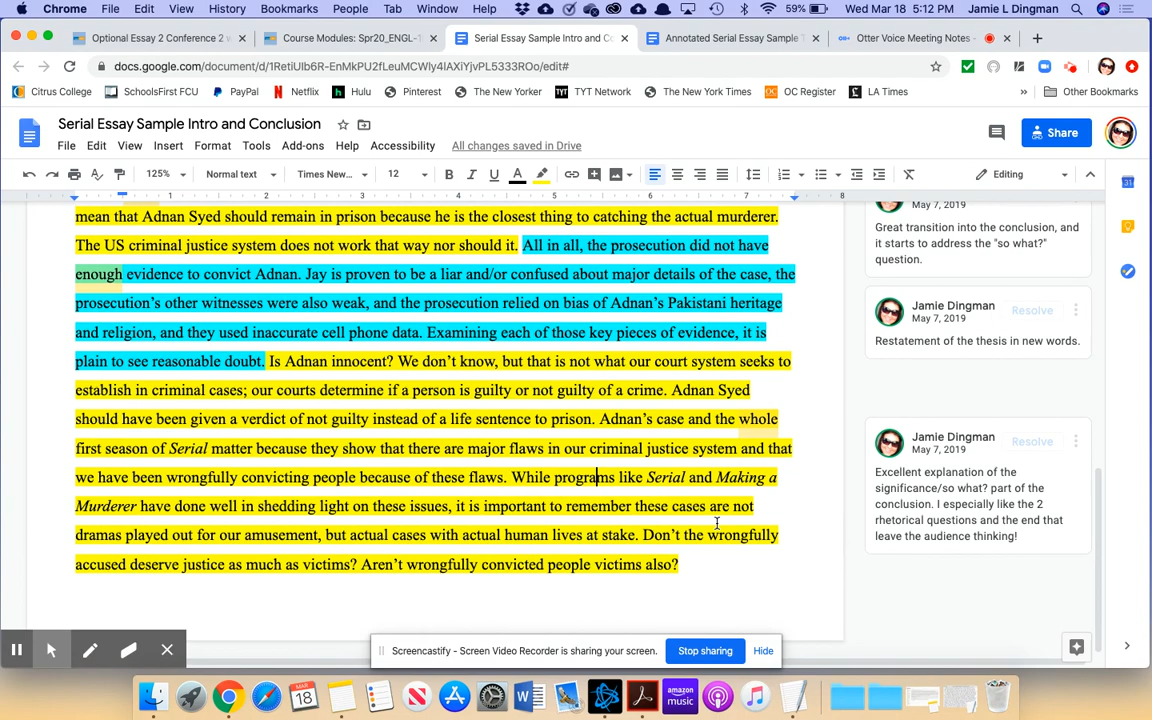 Chrome File Edit View History Bookmarks People Tab Window Help 59% Wed Mar 18 5:12 PM Jamie L Dingman
Optional Essay 2 Conference 2 w
Course Modules: Spr20_ENGL-1
Serial Essay Sample Intro and Co
Annotated Serial Essay Sample T
Otter Voice Meeting Notes -
docs.google.com/document/d/1RetiUIb6R-EnMkPU2fLeuMCWly4lAXiYjvPL5333ROo/edit#
Citrus College SchoolsFirst FCU PayPal Netflix Hulu Pinterest The New Yorker TYT Network The New York Times OC Register LA Times » Other Bookmarks
Serial Essay Sample Intro and Conclusion
Share
File Edit View Insert Format Tools Add-ons Help Accessibility All changes saved in Drive
125% Normal text Times New... 12 B I U A Editing
1 2 3 4 5 6 7 8
mean that Adnan Syed should remain in prison because he is the closest thing to catching the actual murderer.
The US criminal justice system does not work that way nor should it. All in all, the prosecution did not have
enough evidence to convict Adnan. Jay is proven to be a liar and/or confused about major details of the case, the
prosecution's other witnesses were also weak, and the prosecution relied on bias of Adnan's Pakistani heritage
and religion, and they used inaccurate cell phone data. Examining each of those key pieces of evidence, it is
plain to see reasonable doubt. Is Adnan innocent? We don't know, but that is not what our court system seeks to
establish in criminal cases; our courts determine if a person is guilty or not guilty of a crime. Adnan Syed
should have been given a verdict of not guilty instead of a life sentence to prison. Adnan's case and the whole
first season of Serial matter because they show that there are major flaws in our criminal justice system and that
we have been wrongfully convicting people because of these flaws. While programs like Serial and Making a
Murderer have done well in shedding light on these issues, it is important to remember these cases are not
dramas played out for our amusement, but actual cases with actual human lives at stake. Don't the wrongfully
accused deserve justice as much as victims? Aren't wrongfully convicted people victims also?
May 7, 2019
Great transition into the conclusion, and
it starts to address the "so what?"
question.
Jamie Dingman
May 7, 2019
Resolve
Restatement of the thesis in new words.
Jamie Dingman
May 7, 2019
Resolve
Excellent explanation of the
significance/so what? part of the
conclusion. I especially like the 2
rhetorical questions and the end that
leave the audience thinking!
31
Screencastify - Screen Video Recorder is sharing your screen. Stop sharing Hide
MAR
18
amazon
music